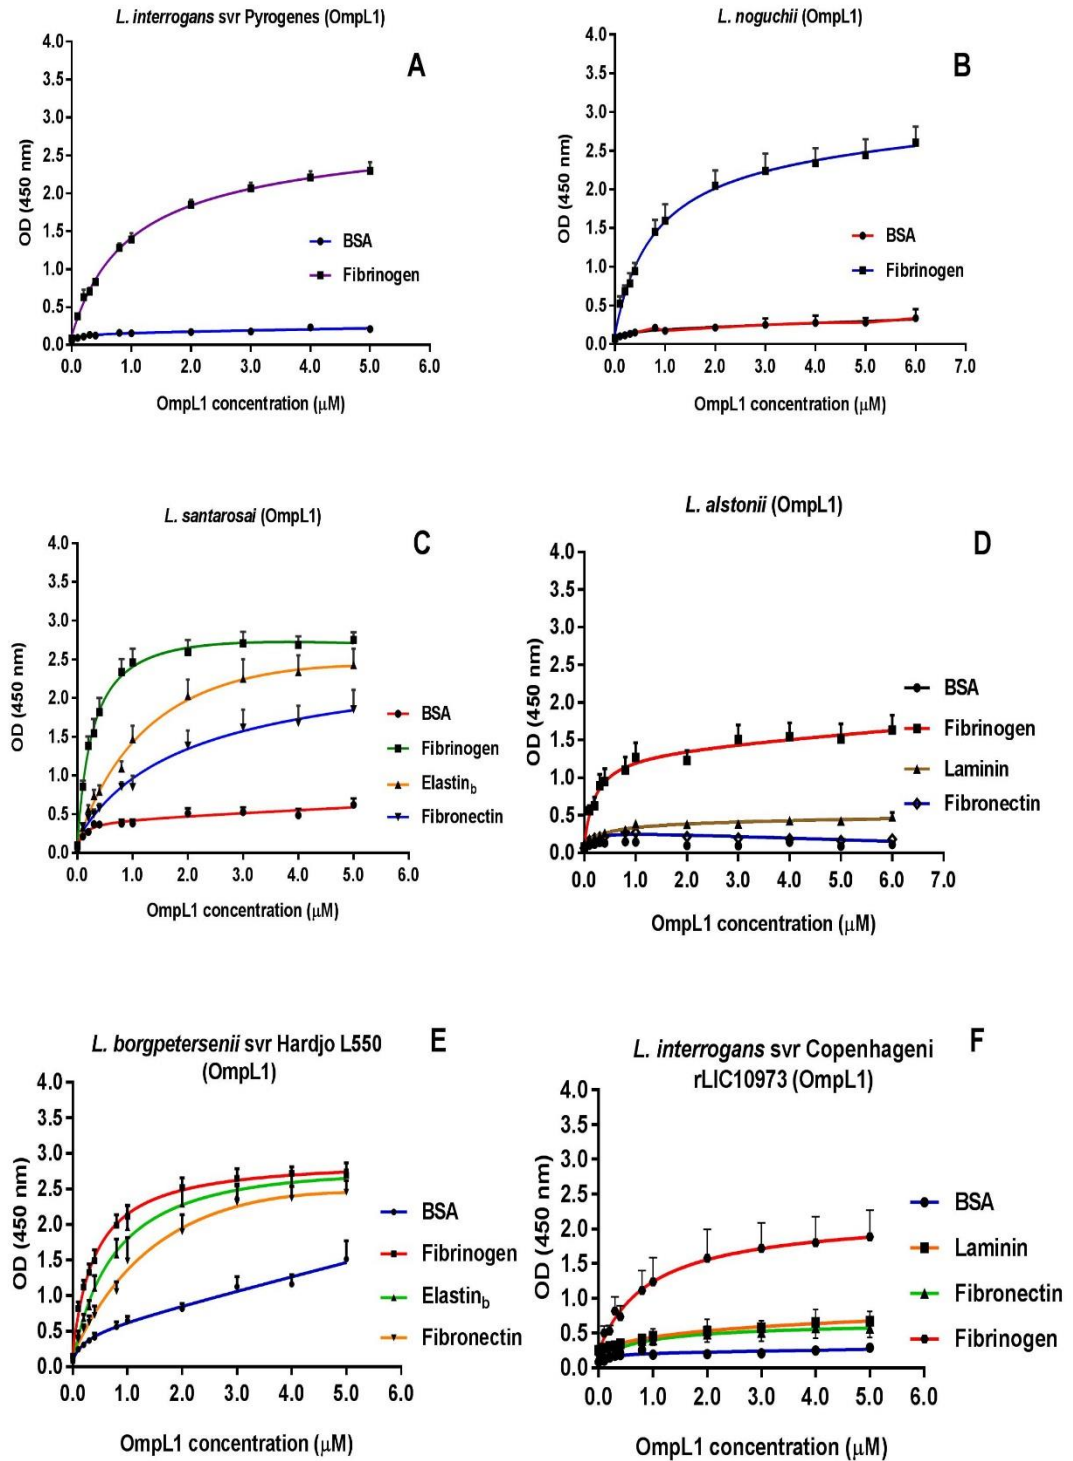 L. interrogans svr Pyrogenes (OmpL1)
A
OD (450 nm)
4.0
3.5
3.0
2.5
2.0
1.5
1.0
0.5
0.0
BSA
Fibrinogen
0.0 1.0 2.0 3.0 4.0 5.0 6.0
OmpL1 concentration (μM)
L. noguchii (OmpL1)
B
OD (450 nm)
4.0
3.5
3.0
2.5
2.0
1.5
1.0
0.5
0.0
BSA
Fibrinogen
0.0 1.0 2.0 3.0 4.0 5.0 6.0 7.0
OmpL1 concentration (μM)
L. santarosai (OmpL1)
C
OD (450 nm)
4.0
3.5
3.0
2.5
2.0
1.5
1.0
0.5
0.0
BSA
Fibrinogen
Elastinb
Fibronectin
0.0 1.0 2.0 3.0 4.0 5.0 6.0
OmpL1 concentration (μM)
L. alstonii (OmpL1)
D
OD (450 nm)
4.0
3.5
3.0
2.5
2.0
1.5
1.0
0.5
0.0
BSA
Fibrinogen
Laminin
Fibronectin
0.0 1.0 2.0 3.0 4.0 5.0 6.0 7.0
OmpL1 concentration (μM)
L. borgpetersenii svr Hardjo L550
(OmpL1)
E
OD (450 nm)
4.0
3.5
3.0
2.5
2.0
1.5
1.0
0.5
0.0
BSA
Fibrinogen
Elastinb
Fibronectin
0.0 1.0 2.0 3.0 4.0 5.0 6.0
OmpL1 concentration (μM)
L. interrogans svr Copenhageni
rLIC10973 (OmpL1)
F
OD (450 nm)
4.0
3.5
3.0
2.5
2.0
1.5
1.0
0.5
0.0
BSA
Laminin
Fibronectin
Fibrinogen
0.0 1.0 2.0 3.0 4.0 5.0 6.0
OmpL1 concentration (μM)